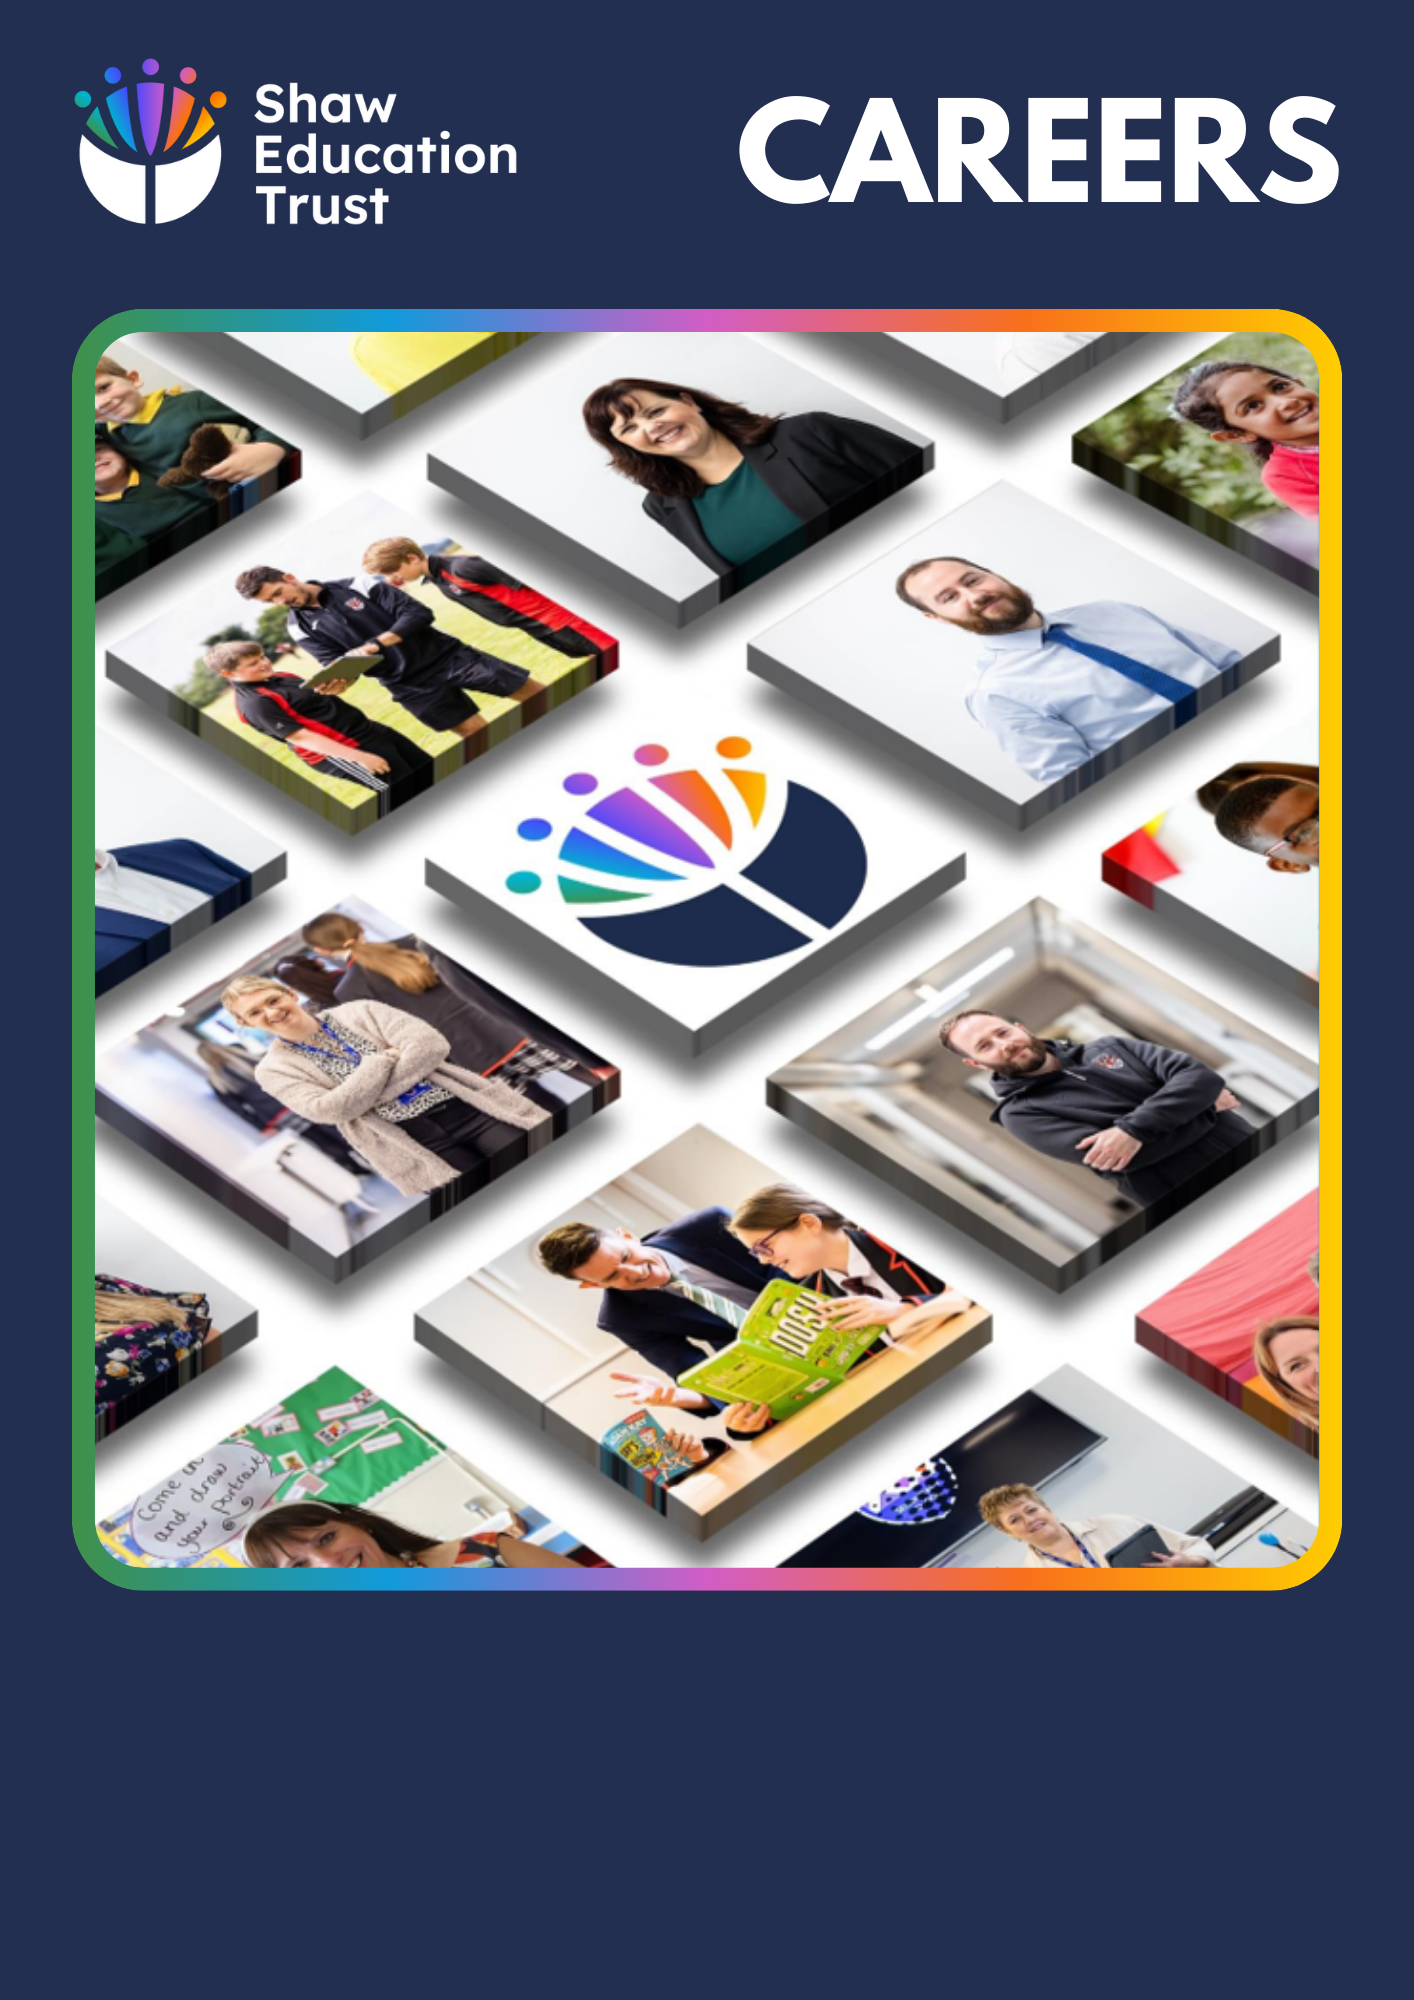 Shaw
Education
Trust
CAREERS
Come in
and draw
your Portrait